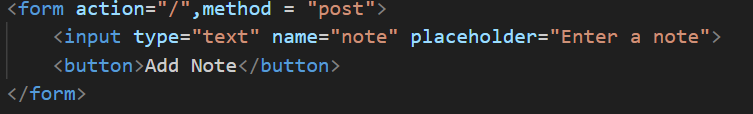 <form action="/",method = "post">
<input type="text" name="note" placeholder="Enter a note">
<button>Add Note</button>
</form>